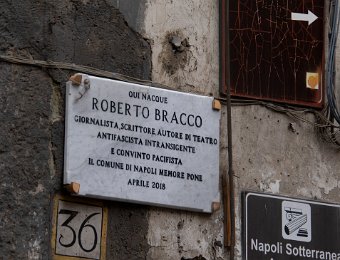 QUI NACQUE
ROBERTO BRACCO
GIORNALISTA, SCRITTORE, AUTORE DI TEATRO
ANTIFASCISTA INTRANSIGENTE
E CONVINTO PACIFISTA
IL COMUNE DI NAPOLI MEMORE PONE
APRILE 2018
36
Napoli Sotterranea